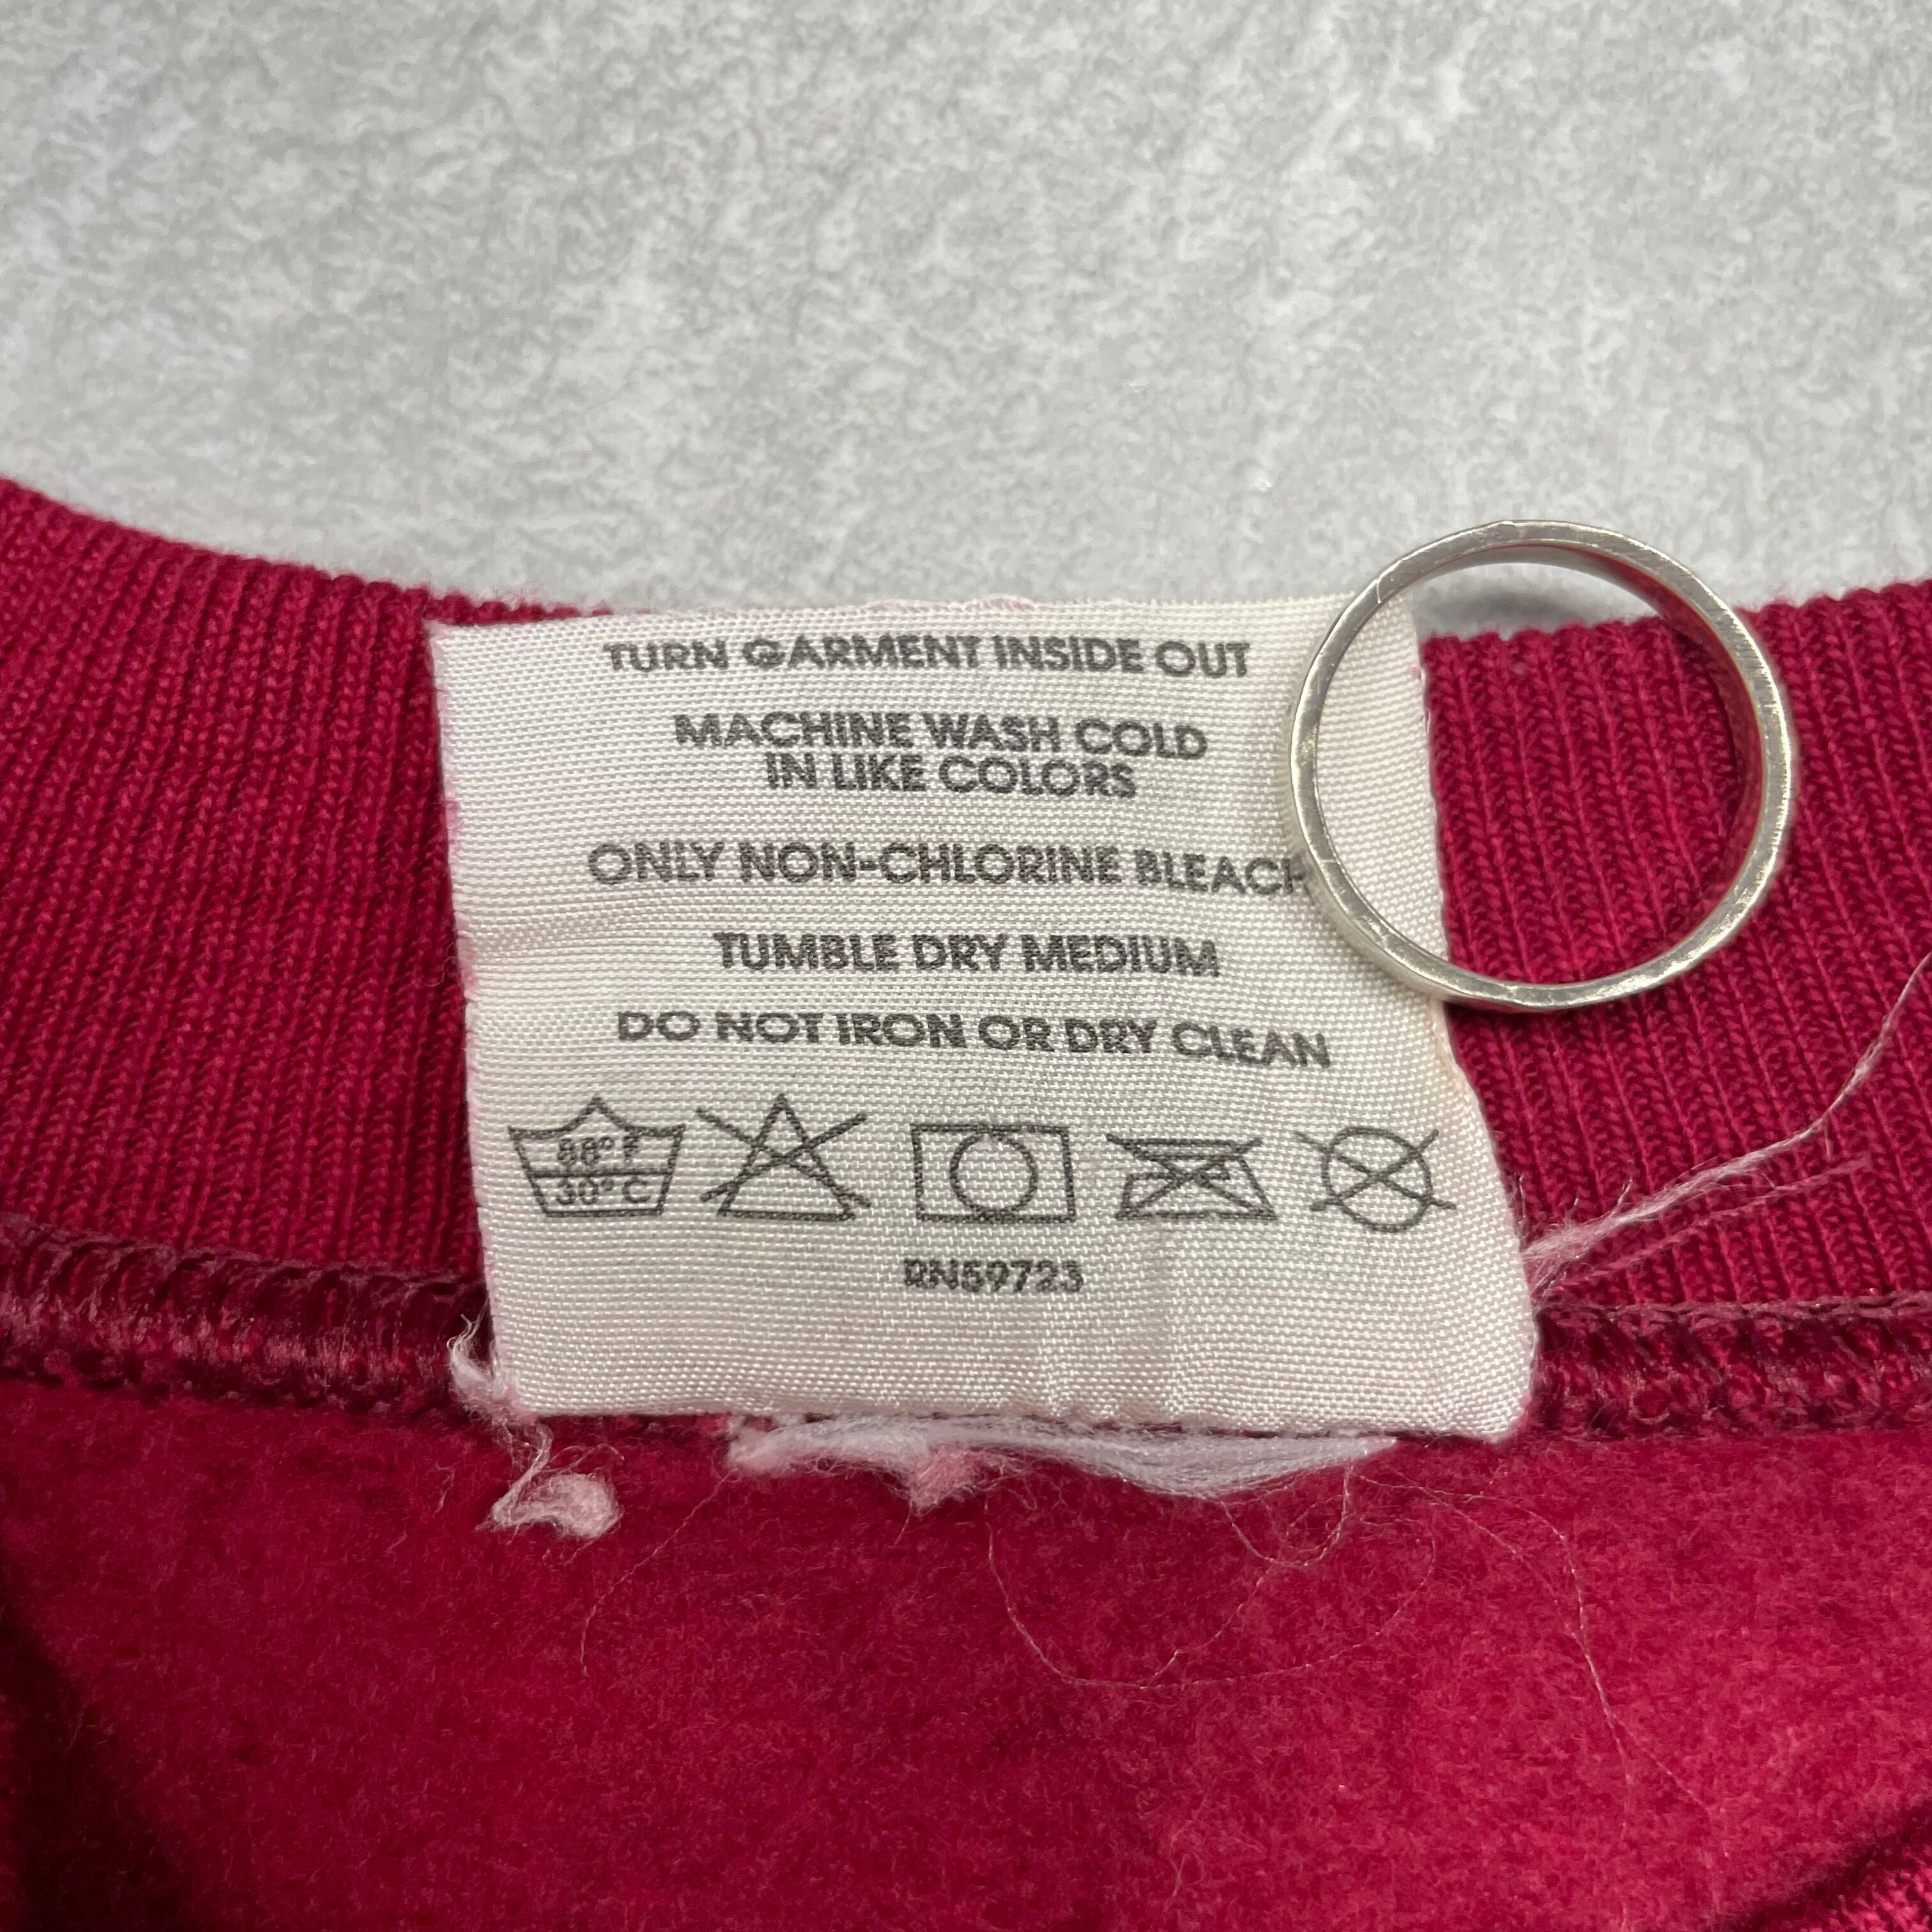 TURN GARMENT INSIDE OUT
MACHINE WASH COLD
IN LIKE COLORS
ONLY NON-CHLORINE BLEACH
TUMBLE DRY MEDIUM
DO NOT IRON OR DRY CLEAN
86° F
30° C
RN59723